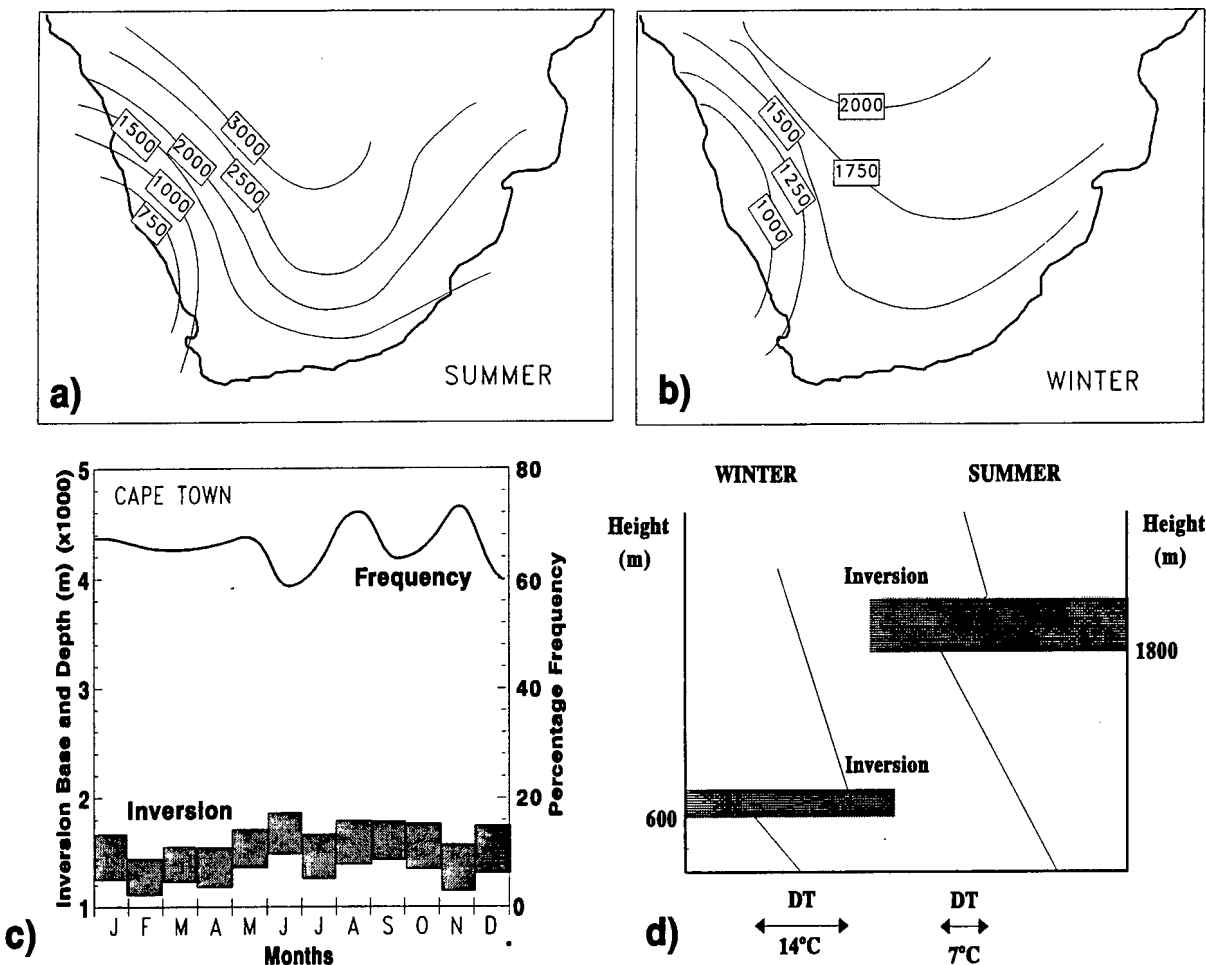 3000
1500
2000
2500
1000
750
a)
SUMMER
2000
1500
1750
1250
1000
b)
WINTER
Inversion Base and Depth (m) (x1000)
5
4
3
2
1
CAPE TOWN
Frequency
Inversion
80
60
40
20
0
Percentage Frequency
J F M A M J J A S O N D
Months
c)
WINTER SUMMER
Height
(m)
Height
(m)
Inversion
1800
Inversion
600
DT DT
14°C 7°C
d)